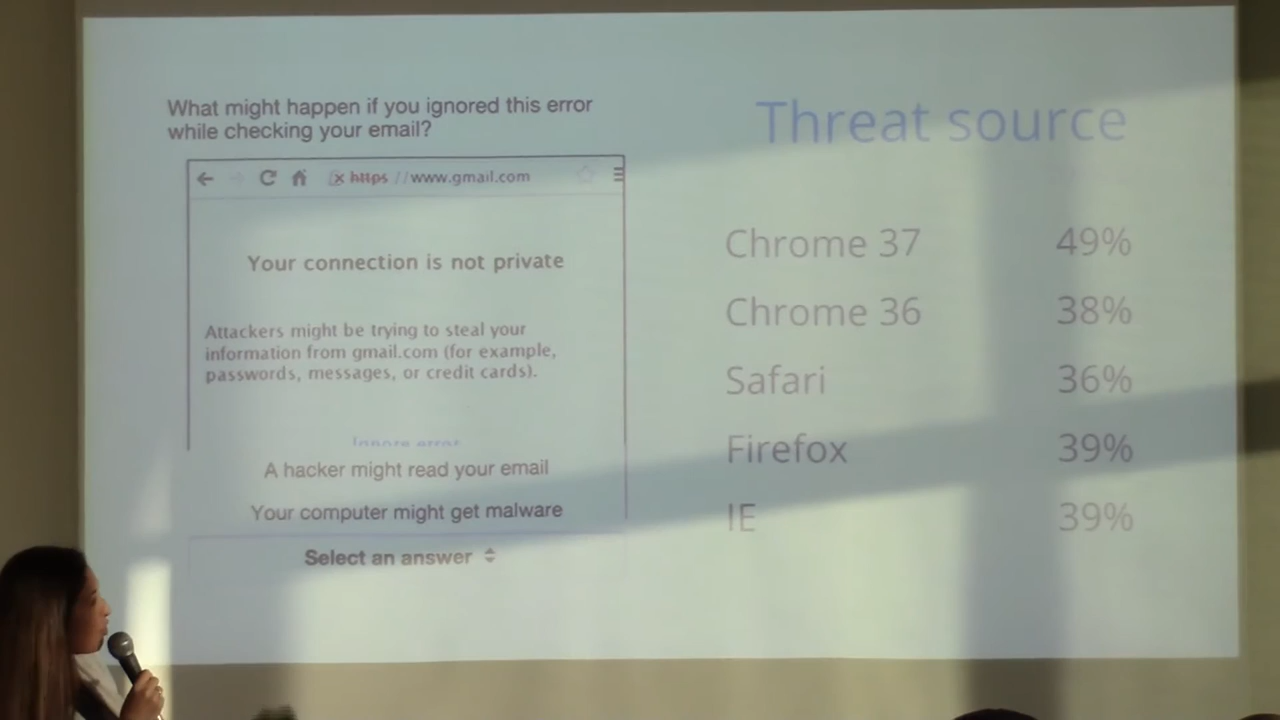 What might happen if you ignored this error
while checking your email?
x https://www.gmail.com
Your connection is not private
Attackers might be trying to steal your
information from gmail.com (for example,
passwords, messages, or credit cards).
Ignore error
A hacker might read your email
Your computer might get malware
Select an answer
Threat source
Chrome 37 49%
Chrome 36 38%
Safari 36%
Firefox 39%
IE 39%